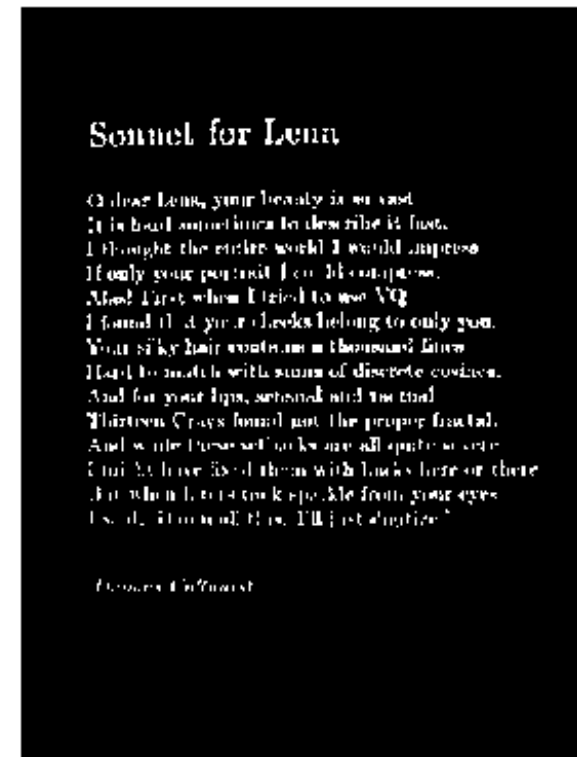 Sonnet for Lena
O dear Lena, your beauty is so vast
It is hard sometimes to describe it fast.
I thought the entire world I would impress
If only your portrait I could compress.
Alas! First when I tried to use VQ
I found that your cheeks belong to only you.
Your silky hair contains a thousand lines
Hard to match with sums of discrete cosines.
And for your lips, sensual and tactual
Thirteen Crays found not the proper fractal.
And while these setbacks are all quite severe
I might have fixed them with hacks here or there
But when took sparkle from your eyes
I said, this. I'll just digitize."